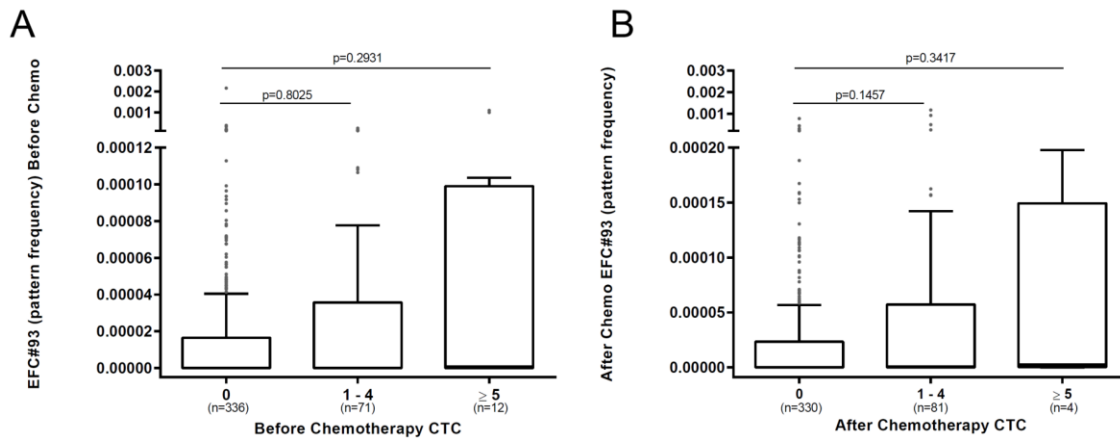 A
EFC#93 (pattern frequency) Before Chemo
p=0.2931
p=0.8025
0.003
0.002
0.001
0.00012
0.00010
0.00008
0.00006
0.00004
0.00002
0.00000
0 1 - 4 ≥ 5
(n=336) (n=71) (n=12)
Before Chemotherapy CTC
B
After Chemo EFC#93 (pattern frequency)
p=0.3417
p=0.1457
0.003
0.002
0.001
0.00020
0.00015
0.00010
0.00005
0.00000
0 1 - 4 ≥ 5
(n=330) (n=81) (n=4)
After Chemotherapy CTC